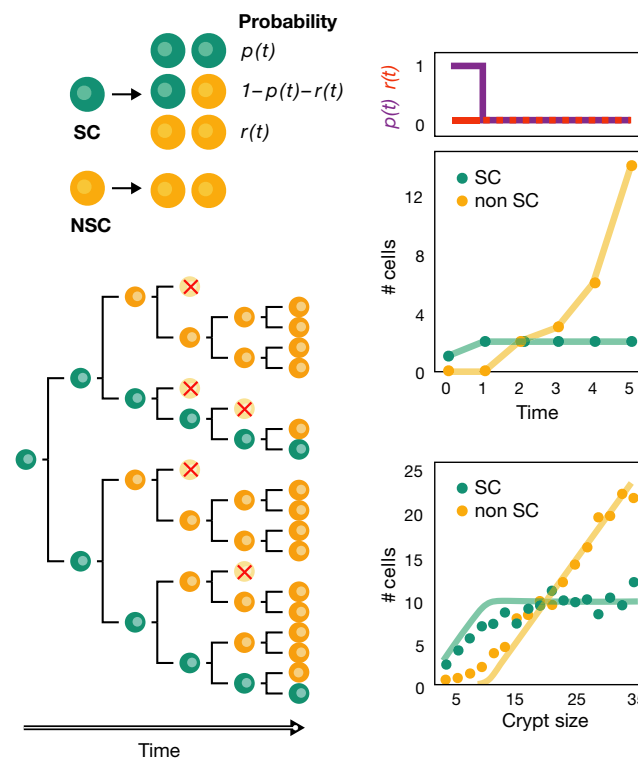 Probability
p(t)
1–p(t)–r(t)
r(t)
SC
NSC
Time
p(t) r(t)
1
0
SC
non SC
# cells
12
8
4
0
0 1 2 3 4 5
Time
SC
non SC
# cells
25
20
15
10
5
0
5 15 25 35
Crypt size